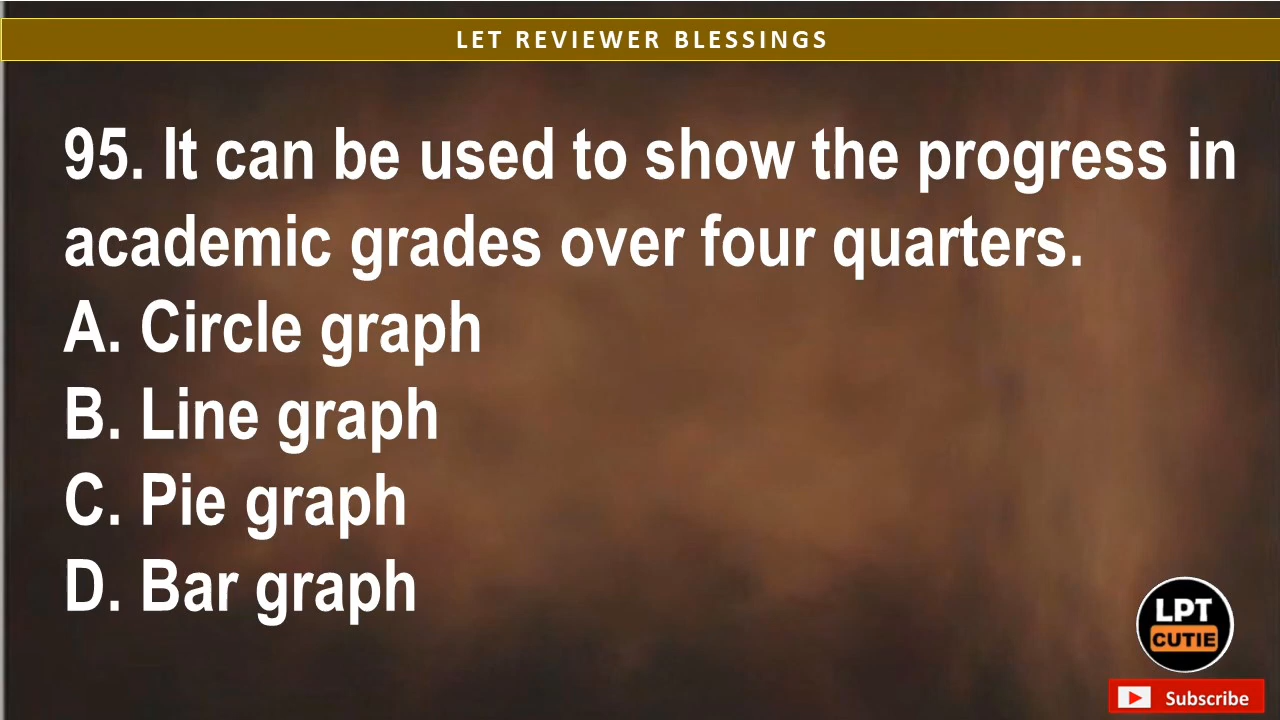 LET REVIEWER BLESSINGS
95. It can be used to show the progress in
academic grades over four quarters.
A. Circle graph
B. Line graph
C. Pie graph
D. Bar graph
LPT
CUTIE
Subscribe